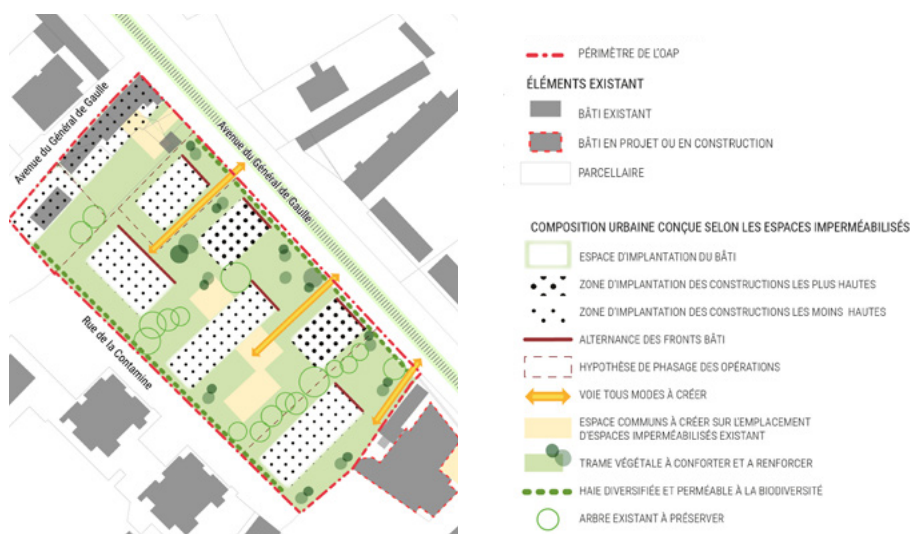 Avenue du Général de Gaulle
Avenue du Général de Gaulle
Rue de la Contamine
PÉRIMÈTRE DE L'OAP
ÉLÉMENTS EXISTANT
BÂTI EXISTANT
BÂTI EN PROJET OU EN CONSTRUCTION
PARCELLAIRE
COMPOSITION URBAINE CONÇUE SELON LES ESPACES IMPERMÉABILISÉS
ESPACE D'IMPLANTATION DU BÂTI
ZONE D'IMPLANTATION DES CONSTRUCTIONS LES PLUS HAUTES
ZONE D'IMPLANTATION DES CONSTRUCTIONS LES MOINS HAUTES
ALTERNANCE DES FRONTS BÂTI
HYPOTHÈSE DE PHASAGE DES OPÉRATIONS
VOIE TOUS MODES À CRÉER
ESPACE COMMUNS À CRÉER SUR L'EMPLACEMENT
D'ESPACES IMPERMÉABILISÉS EXISTANT
TRAME VÉGÉTALE À CONFORTER ET A RENFORCER
HAIE DIVERSIFIÉE ET PERMÉABLE À LA BIODIVERSITÉ
ARBRE EXISTANT À PRÉSERVER